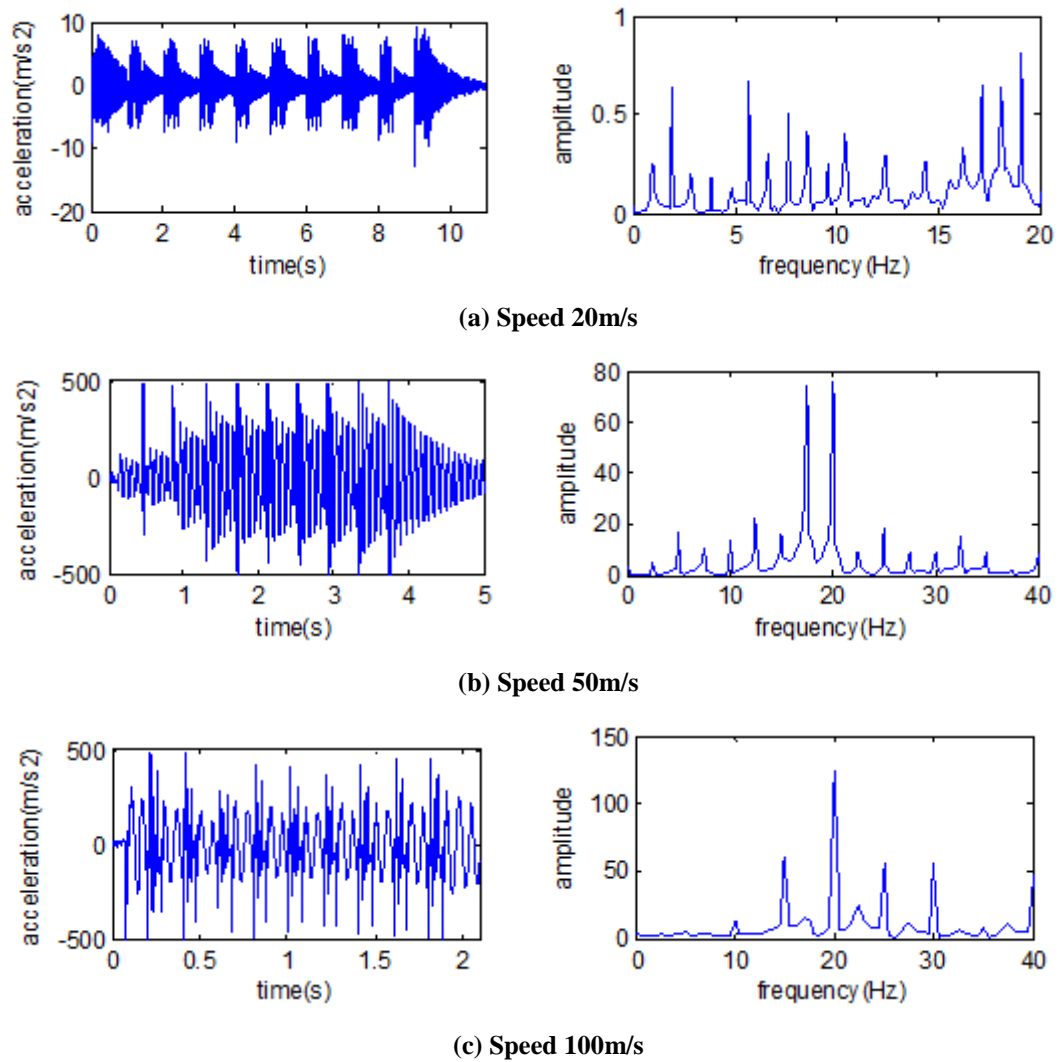 acceleration(m/s2)
10
0
-10
-20
0 2 4 6 8 10
time(s)
amplitude
1
0.5
0
0 5 10 15 20
frequency(Hz)
(a) Speed 20m/s
acceleration(m/s2)
500
0
-500
0 1 2 3 4 5
time(s)
amplitude
80
60
40
20
0
0 10 20 30 40
frequency(Hz)
(b) Speed 50m/s
acceleration(m/s2)
500
0
-500
0 0.5 1 1.5 2
time(s)
amplitude
150
100
50
0
0 10 20 30 40
frequency(Hz)
(c) Speed 100m/s